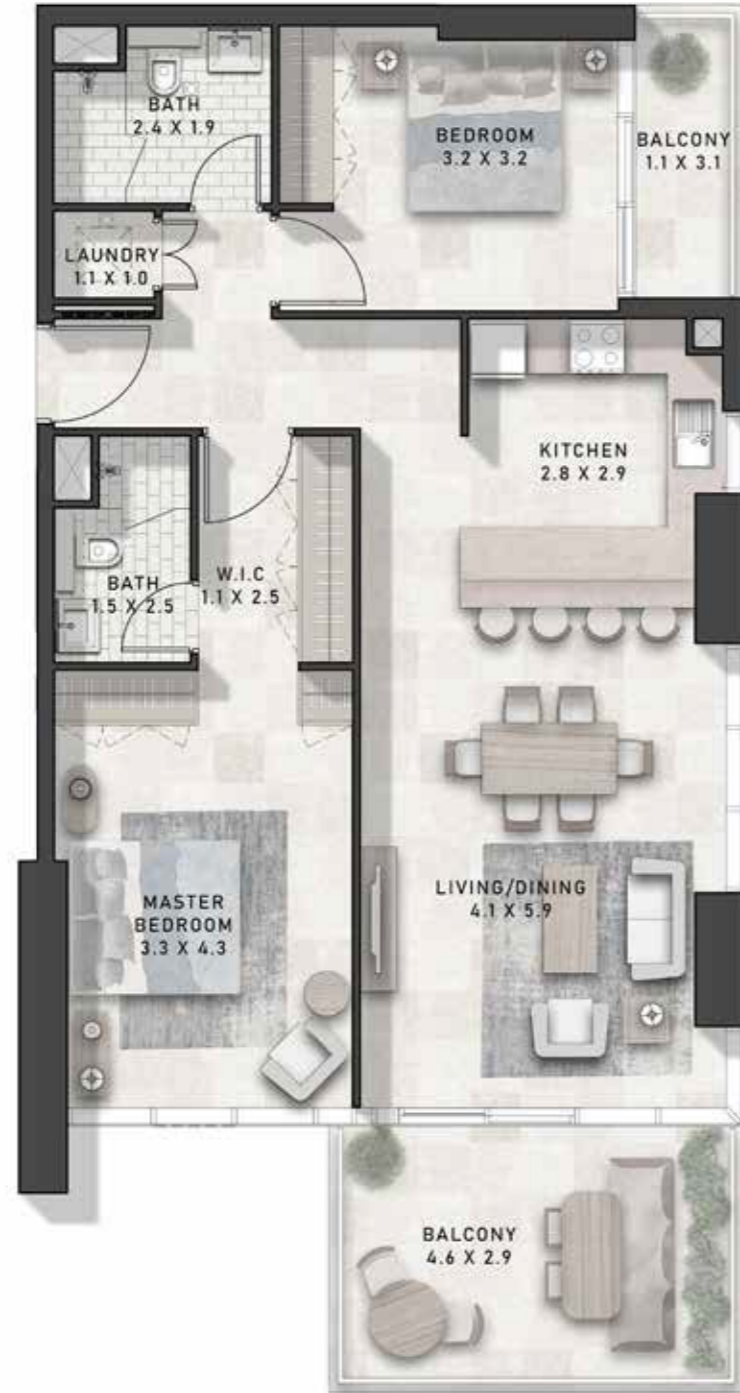 BATH
2.4 X 1.9
BEDROOM
3.2 X 3.2
BALCONY
1.1 X 3.1
LAUNDRY
1.1 X 1.0
KITCHEN
2.8 X 2.9
BATH
1.5 X 2.5
W.I.C
1.1 X 2.5
MASTER
BEDROOM
3.3 X 4.3
LIVING/DINING
4.1 X 5.9
BALCONY
4.6 X 2.9